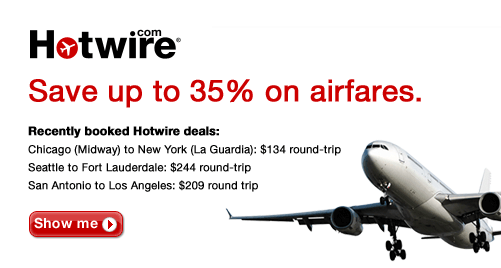 Hotwire.com®
Save up to 35% on airfares.
Recently booked Hotwire deals:
Chicago (Midway) to New York (La Guardia): $134 round-trip
Seattle to Fort Lauderdale: $244 round-trip
San Antonio to Los Angeles: $209 round trip
Show me